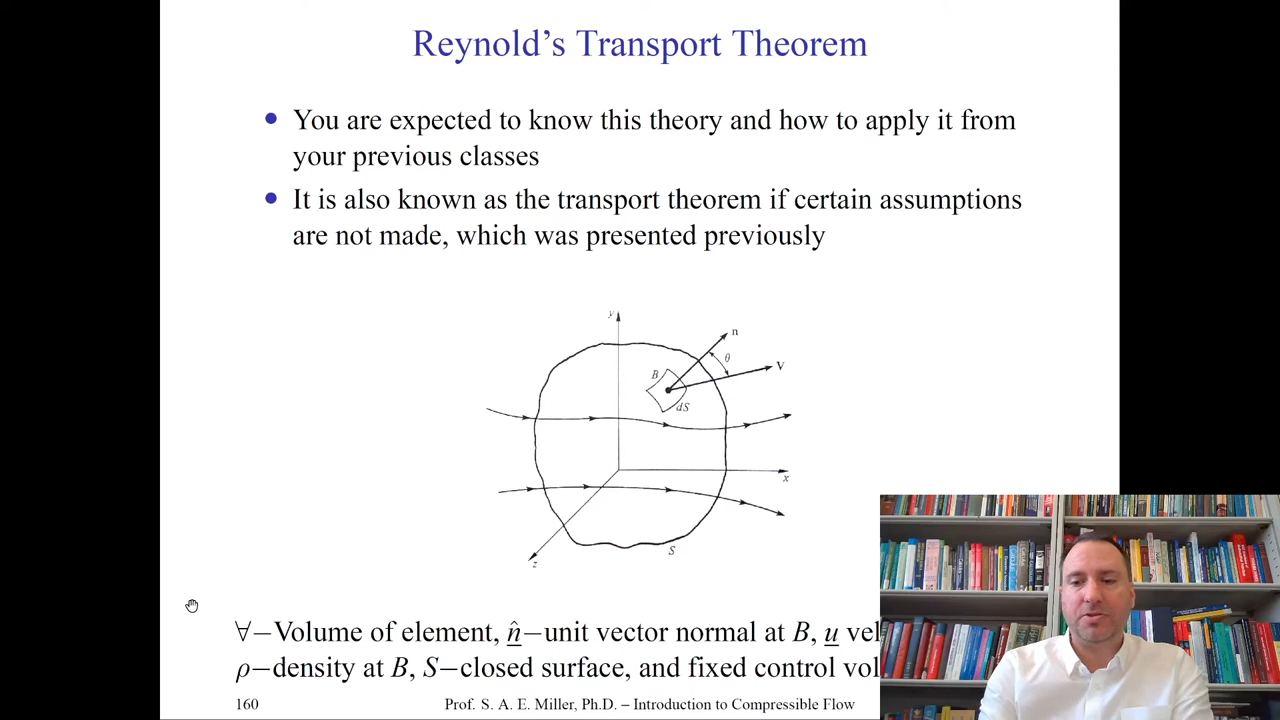 Reynold's Transport Theorem
• You are expected to know this theory and how to apply it from
your previous classes
• It is also known as the transport theorem if certain assumptions
are not made, which was presented previously
y
n
θ
V
B
dS
x
S
z
∀−Volume of element, n̂−unit vector normal at B, u vel
ρ−density at B, S−closed surface, and fixed control vol
160 Prof. S. A. E. Miller, Ph.D. – Introduction to Compressible Flow